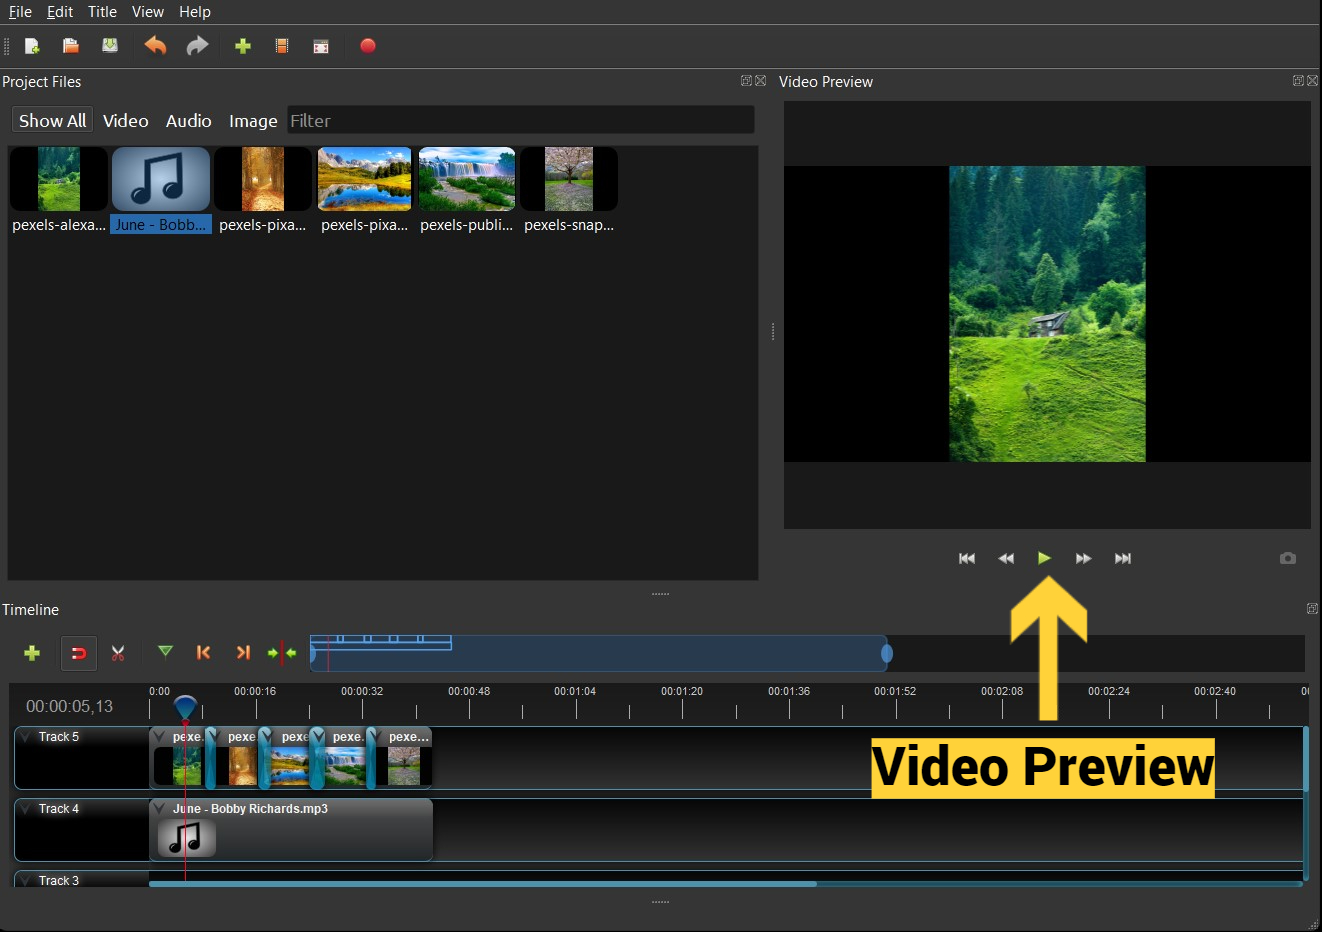 File Edit Title View Help
Project Files
Video Preview
Show All Video Audio Image Filter
pexels-alexa... June - Bobb... pexels-pixa... pexels-pixa... pexels-publi... pexels-snap...
Timeline
00:00:05,13
0:00 00:00:16 00:00:32 00:00:48 00:01:04 00:01:20 00:01:36 00:01:52 00:02:08 00:02:24 00:02:40
Track 5
pexe. pexe pexe pexe. pexe...
Video Preview
Track 4
June - Bobby Richards.mp3
Track 3